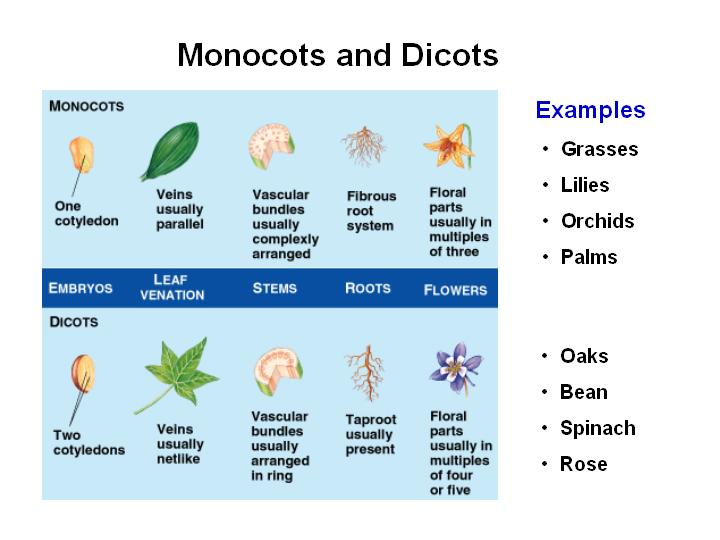 Monocots and Dicots
MONOCOTS
One
cotyledon
Veins
usually
parallel
Vascular
bundles
usually
complexly
arranged
Fibrous
root
system
Floral
parts
usually in
multiples
of three
EMBRYOS
LEAF
VENATION
STEMS
ROOTS
FLOWERS
DICOTS
Two
cotyledons
Veins
usually
netlike
Vascular
bundles
usually
arranged
in ring
Taproot
usually
present
Floral
parts
usually in
multiples
of four
or five
Examples
• Grasses
• Lilies
• Orchids
• Palms
• Oaks
• Bean
• Spinach
• Rose